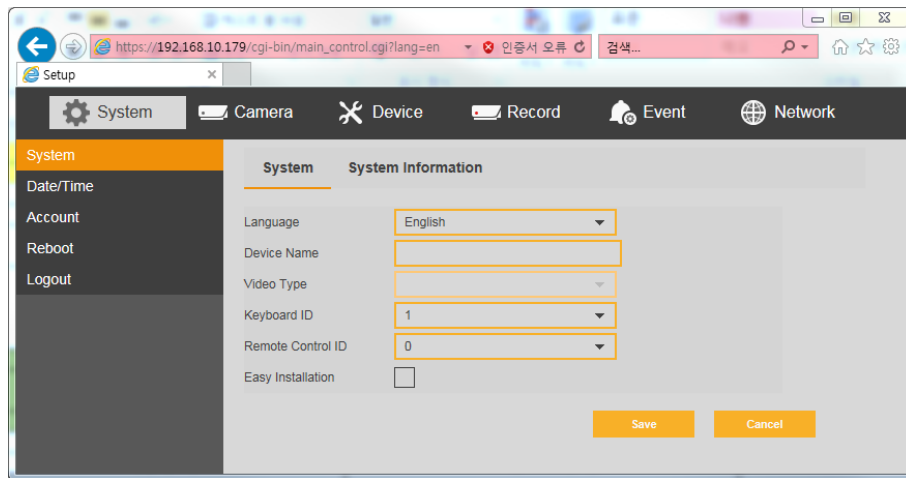 https://192.168.10.179/cgi-bin/main_control.cgi?lang=en 인증서 오류 검색...
Setup
System Camera Device Record Event Network
System
Date/Time
Account
Reboot
Logout
System System Information
Language English
Device Name
Video Type
Keyboard ID 1
Remote Control ID 0
Easy Installation
Save Cancel